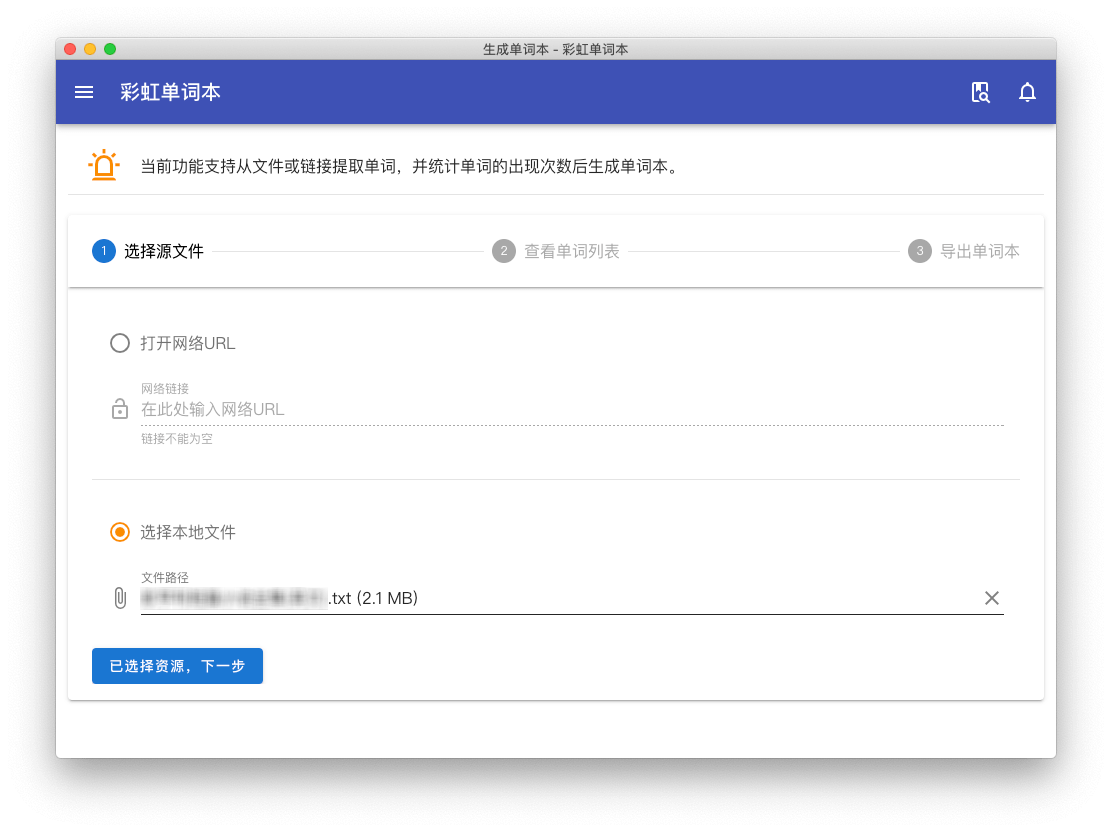 生成单词本 - 彩虹单词本
彩虹单词本
当前功能支持从文件或链接提取单词，并统计单词的出现次数后生成单词本。
1 选择源文件
2 查看单词列表
3 导出单词本
打开网络URL
网络链接
在此处输入网络URL
链接不能为空
选择本地文件
文件路径
.txt (2.1 MB)
已选择资源，下一步